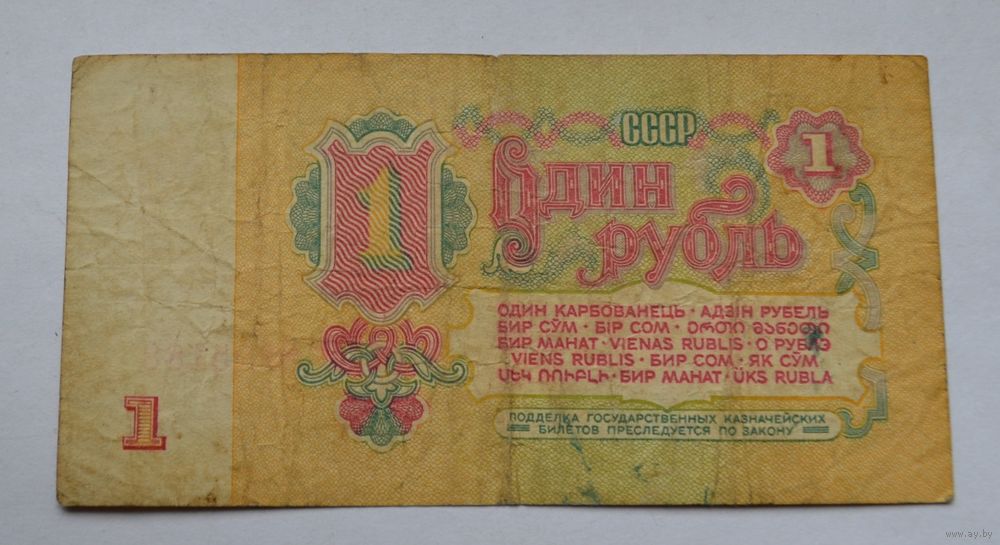 СССР
1
1
Один
рубль
ОДИН КАРБОВАНЕЦЬ · АДЗІН РУБЕЛЬ
БИР СЎМ · БІР СОМ · ᲔᲠᲗᲘ ᲛᲐᲜᲔᲗᲘ
БИР МАНАТ · VIENAS RUBLIS · О РУБЛЭ
VIENS RUBLIS · БИР СОМ · ЯК СЎМ
ՄԵԿ ՌՈՒԲԼԻ · БИР МАНАТ · ÜKS RUBLA
ПОДДЕЛКА ГОСУДАРСТВЕННЫХ КАЗНАЧЕЙСКИХ
БИЛЕТОВ ПРЕСЛЕДУЕТСЯ ПО ЗАКОНУ
1
www.ay.by